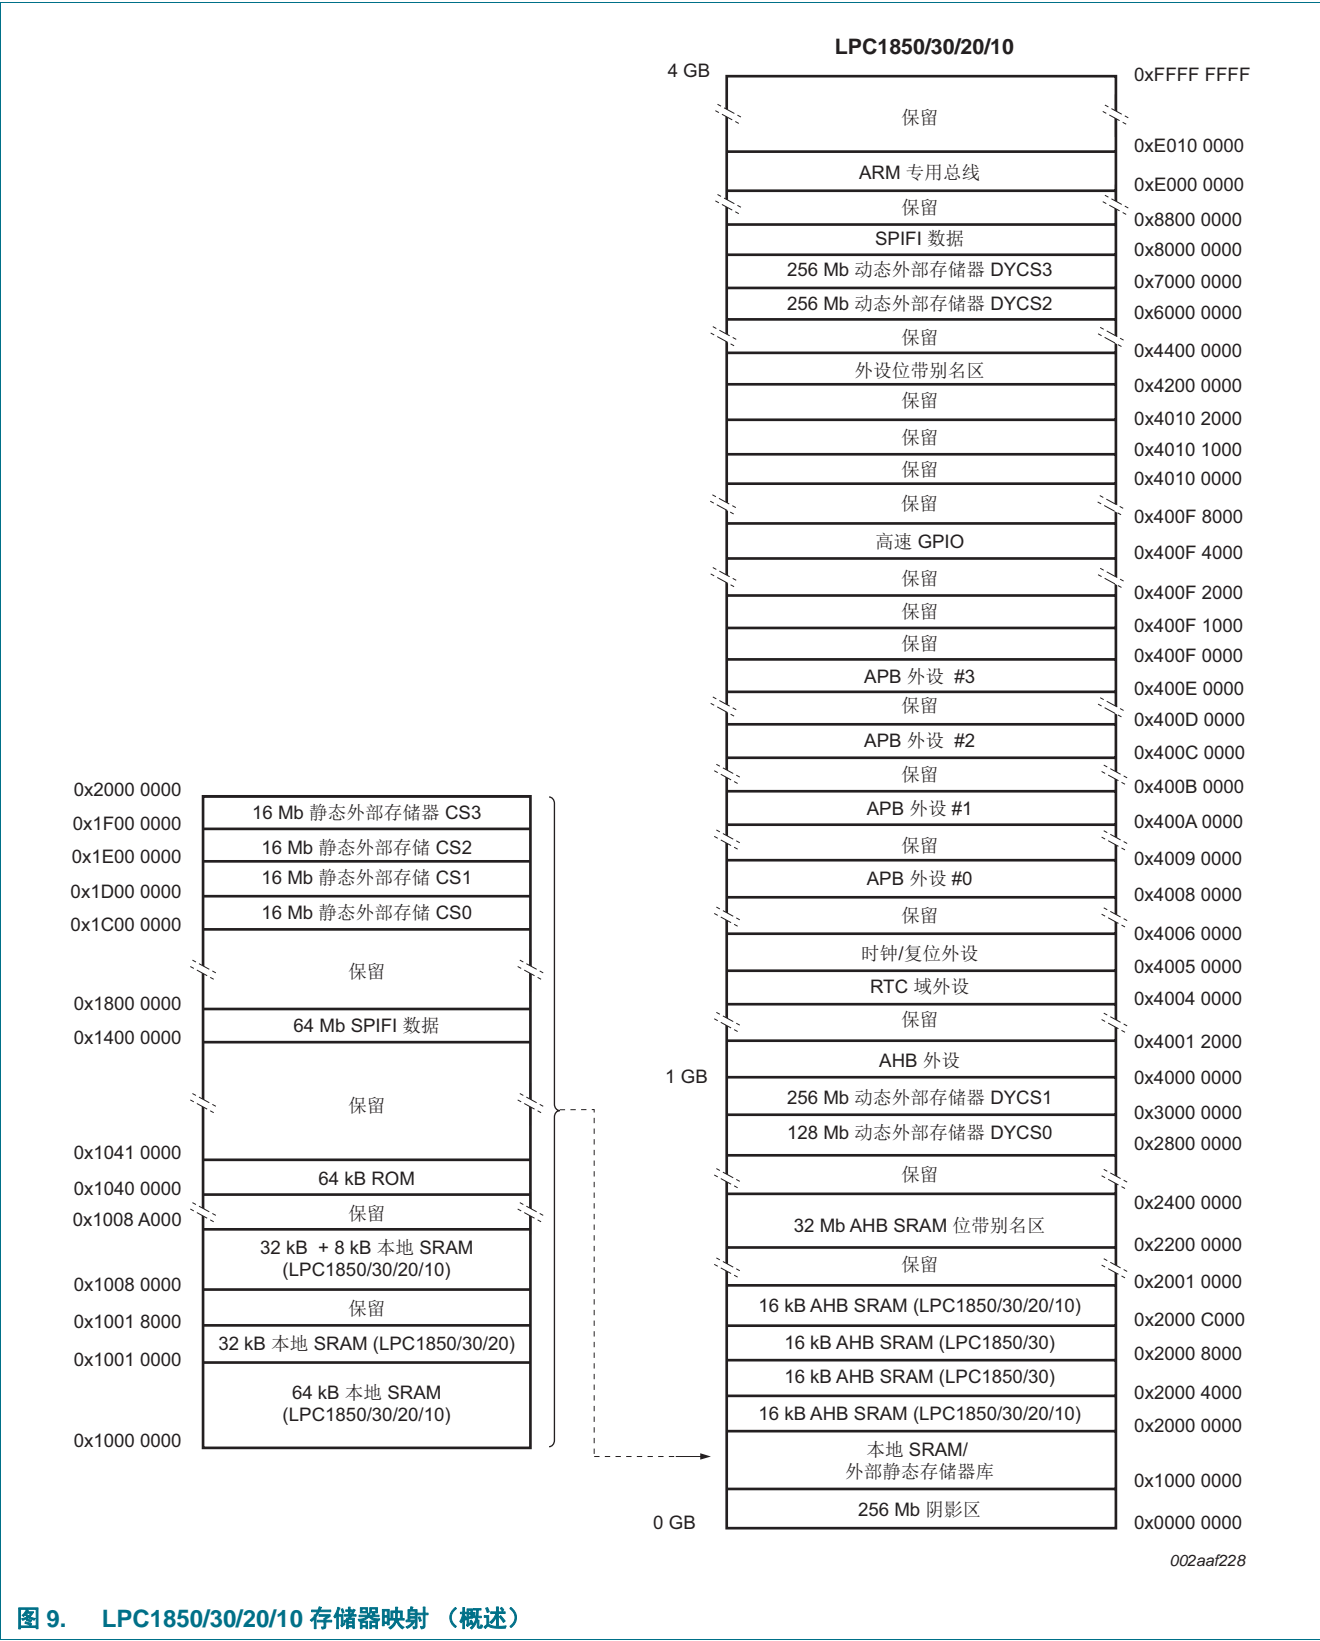 LPC1850/30/20/10
4 GB
0xFFFF FFFF
保留
0xE010 0000
ARM 专用总线
0xE000 0000
保留
0x8800 0000
SPIFI 数据
0x8000 0000
256 Mb 动态外部存储器 DYCS3
0x7000 0000
256 Mb 动态外部存储器 DYCS2
0x6000 0000
保留
0x4400 0000
外设位带别名区
0x4200 0000
保留
0x4010 2000
保留
0x4010 1000
保留
0x4010 0000
保留
0x400F 8000
高速 GPIO
0x400F 4000
保留
0x400F 2000
保留
0x400F 1000
保留
0x400F 0000
APB 外设 #3
0x400E 0000
保留
0x400D 0000
APB 外设 #2
0x400C 0000
保留
0x400B 0000
APB 外设 #1
0x400A 0000
保留
0x4009 0000
APB 外设 #0
0x4008 0000
保留
0x4006 0000
时钟/复位外设
0x4005 0000
RTC 域外设
0x4004 0000
保留
0x4001 2000
AHB 外设
1 GB
0x4000 0000
256 Mb 动态外部存储器 DYCS1
0x3000 0000
128 Mb 动态外部存储器 DYCS0
0x2800 0000
保留
0x2400 0000
32 Mb AHB SRAM 位带别名区
0x2200 0000
保留
0x2001 0000
16 kB AHB SRAM (LPC1850/30/20/10)
0x2000 C000
16 kB AHB SRAM (LPC1850/30)
0x2000 8000
16 kB AHB SRAM (LPC1850/30)
0x2000 4000
16 kB AHB SRAM (LPC1850/30/20/10)
0x2000 0000
本地 SRAM/
外部静态存储器库
0x1000 0000
256 Mb 阴影区
0 GB
0x0000 0000
0x2000 0000
16 Mb 静态外部存储器 CS3
0x1F00 0000
16 Mb 静态外部存储 CS2
0x1E00 0000
16 Mb 静态外部存储 CS1
0x1D00 0000
16 Mb 静态外部存储 CS0
0x1C00 0000
保留
0x1800 0000
64 Mb SPIFI 数据
0x1400 0000
保留
0x1041 0000
64 kB ROM
0x1040 0000
保留
0x1008 A000
32 kB + 8 kB 本地 SRAM
(LPC1850/30/20/10)
0x1008 0000
保留
0x1001 8000
32 kB 本地 SRAM (LPC1850/30/20)
0x1001 0000
64 kB 本地 SRAM
(LPC1850/30/20/10)
0x1000 0000
002aaf228
图 9. LPC1850/30/20/10 存储器映射 （概述）